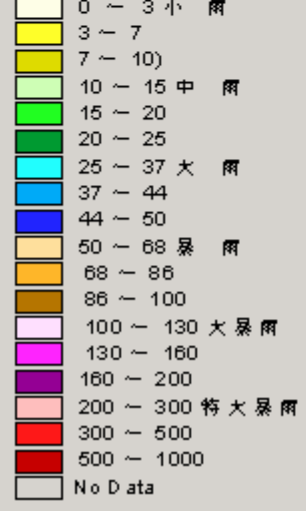 0 ~ 3 小 雨
3 ~ 7
7 ~ 10)
10 ~ 15 中 雨
15 ~ 20
20 ~ 25
25 ~ 37 大 雨
37 ~ 44
44 ~ 50
50 ~ 68 暴 雨
68 ~ 86
86 ~ 100
100 ~ 130 大 暴 雨
130 ~ 160
160 ~ 200
200 ~ 300 特 大 暴 雨
300 ~ 500
500 ~ 1000
No Data